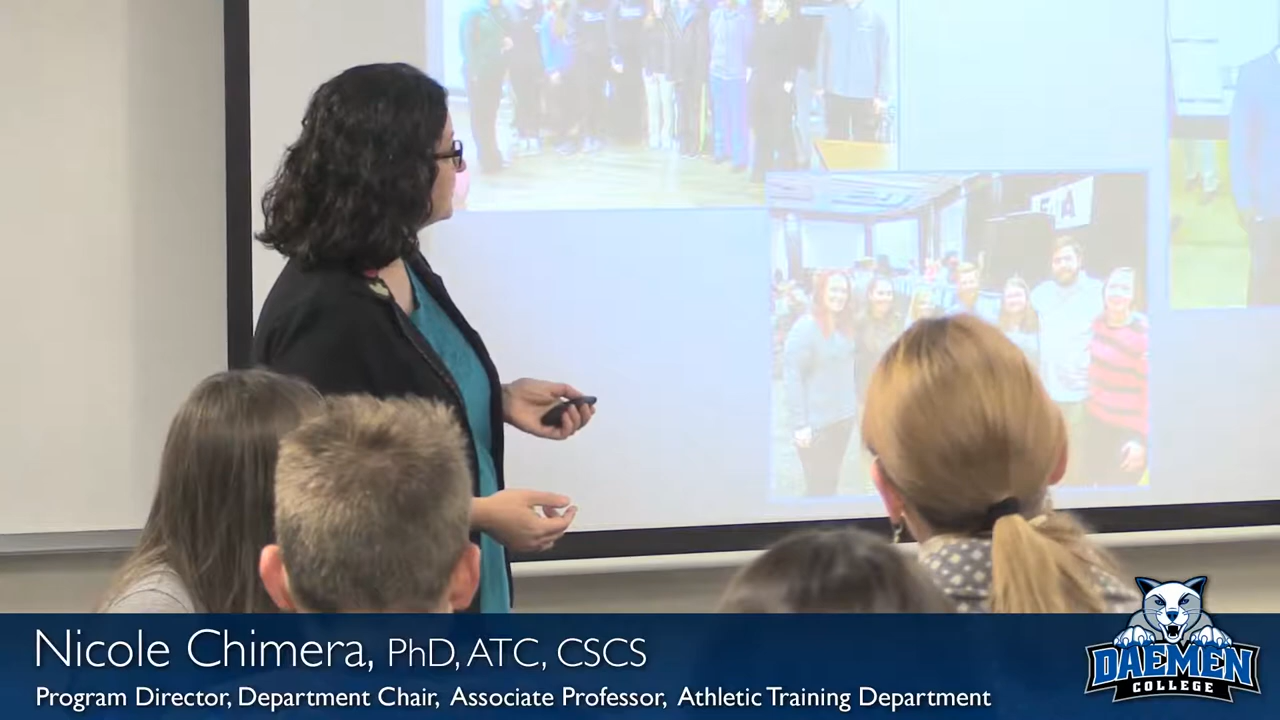 Nicole Chimera, PhD, ATC, CSCS
Program Director, Department Chair, Associate Professor, Athletic Training Department
DAEMEN
COLLEGE